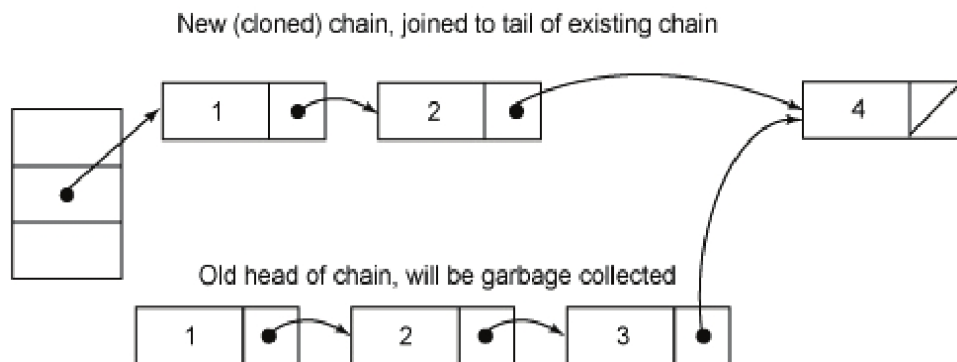 New (cloned) chain, joined to tail of existing chain
1 2 4
Old head of chain, will be garbage collected
1 2 3